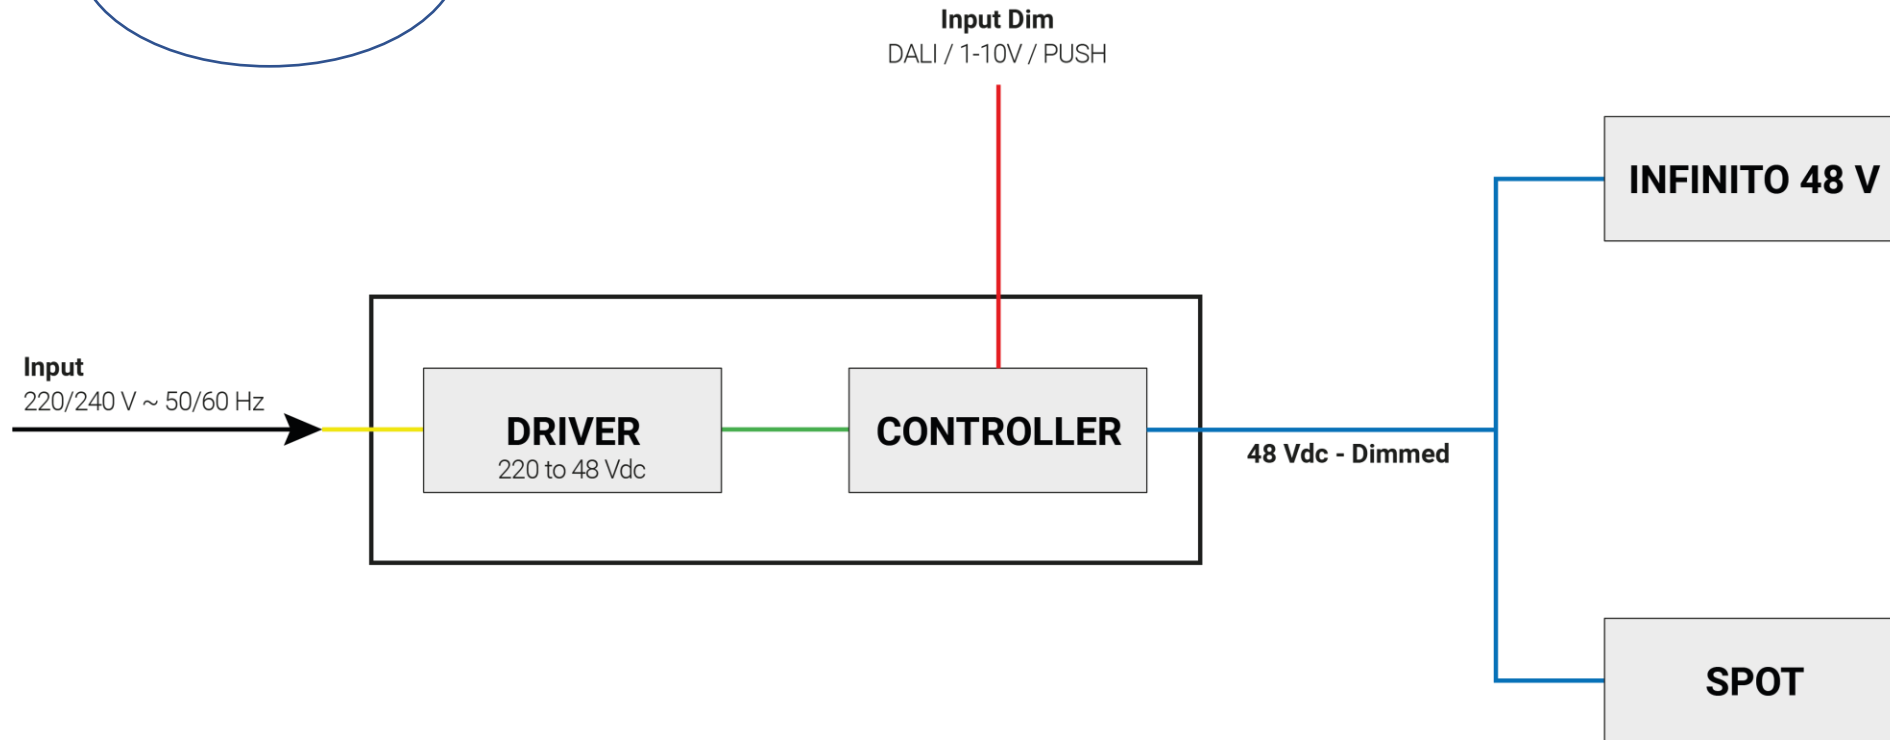 Input Dim
DALI / 1-10V / PUSH
INFINITO 48 V
Input
220/240 V ~ 50/60 Hz
DRIVER
220 to 48 Vdc
CONTROLLER
48 Vdc - Dimmed
SPOT